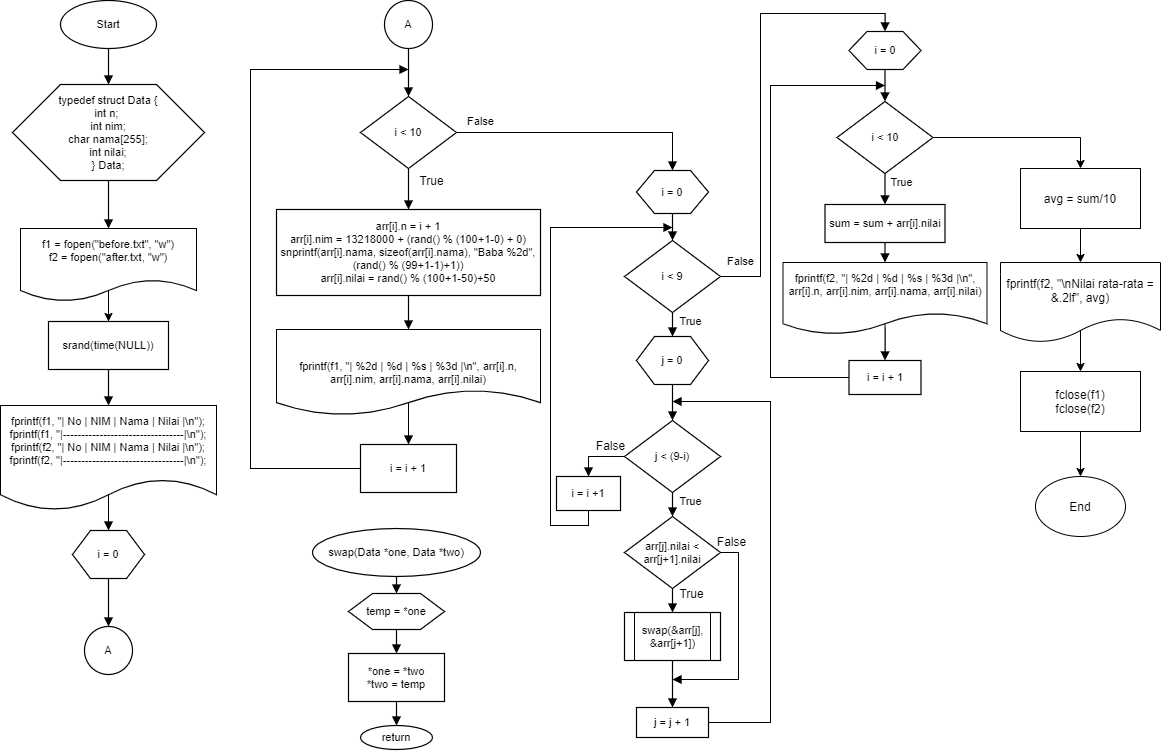 Start
typedef struct Data {
int n;
int nim;
char nama[255];
int nilai;
} Data;
f1 = fopen("before.txt", "w")
f2 = fopen("after.txt, "w")
srand(time(NULL))
fprintf(f1, "| No | NIM | Nama | Nilai |\n");
fprintf(f1, "|---------------------------------|\n");
fprintf(f2, "| No | NIM | Nama | Nilai |\n");
fprintf(f2, "|---------------------------------|\n");
i = 0
A
A
i < 10
False
True
arr[i].n = i + 1
arr[i].nim = 13218000 + (rand() % (100+1-0) + 0)
snprintf(arr[i].nama, sizeof(arr[i].nama), "Baba %2d",
(rand() % (99+1-1)+1))
arr[i].nilai = rand() % (100+1-50)+50
fprintf(f1, "| %2d | %d | %s | %3d |\n", arr[i].n,
arr[i].nim, arr[i].nama, arr[i].nilai)
i = i + 1
swap(Data *one, Data *two)
temp = *one
*one = *two
*two = temp
return
i = 0
i < 9
False
True
j = 0
j < (9-i)
False
i = i +1
True
arr[j].nilai <
arr[j+1].nilai
False
True
swap(&arr[j],
&arr[j+1])
j = j + 1
i = 0
i < 10
True
sum = sum + arr[i].nilai
fprintf(f2, "| %2d | %d | %s | %3d |\n",
arr[i].n, arr[i].nim, arr[i].nama, arr[i].nilai)
i = i + 1
avg = sum/10
fprintf(f2, "\nNilai rata-rata =
&.2lf", avg)
fclose(f1)
fclose(f2)
End